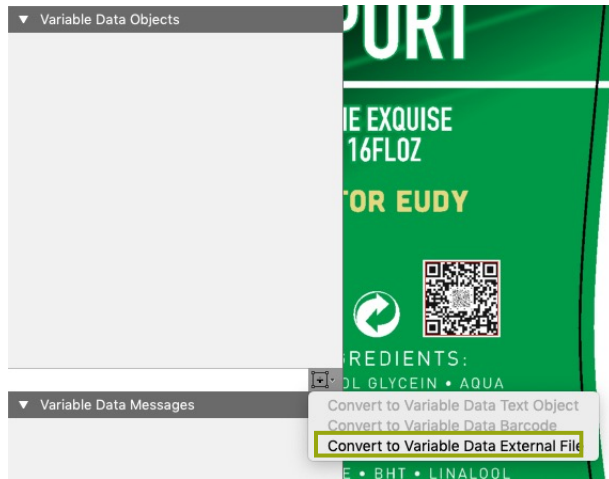 Variable Data Objects
PORT
IE EXQUISE
16FLOZ
OR EUDY
REDIENTS:
OL GLYCEIN • AQUA
Variable Data Messages
Convert to Variable Data Text Object
Convert to Variable Data Barcode
Convert to Variable Data External File
E • BHT • LINALOOL